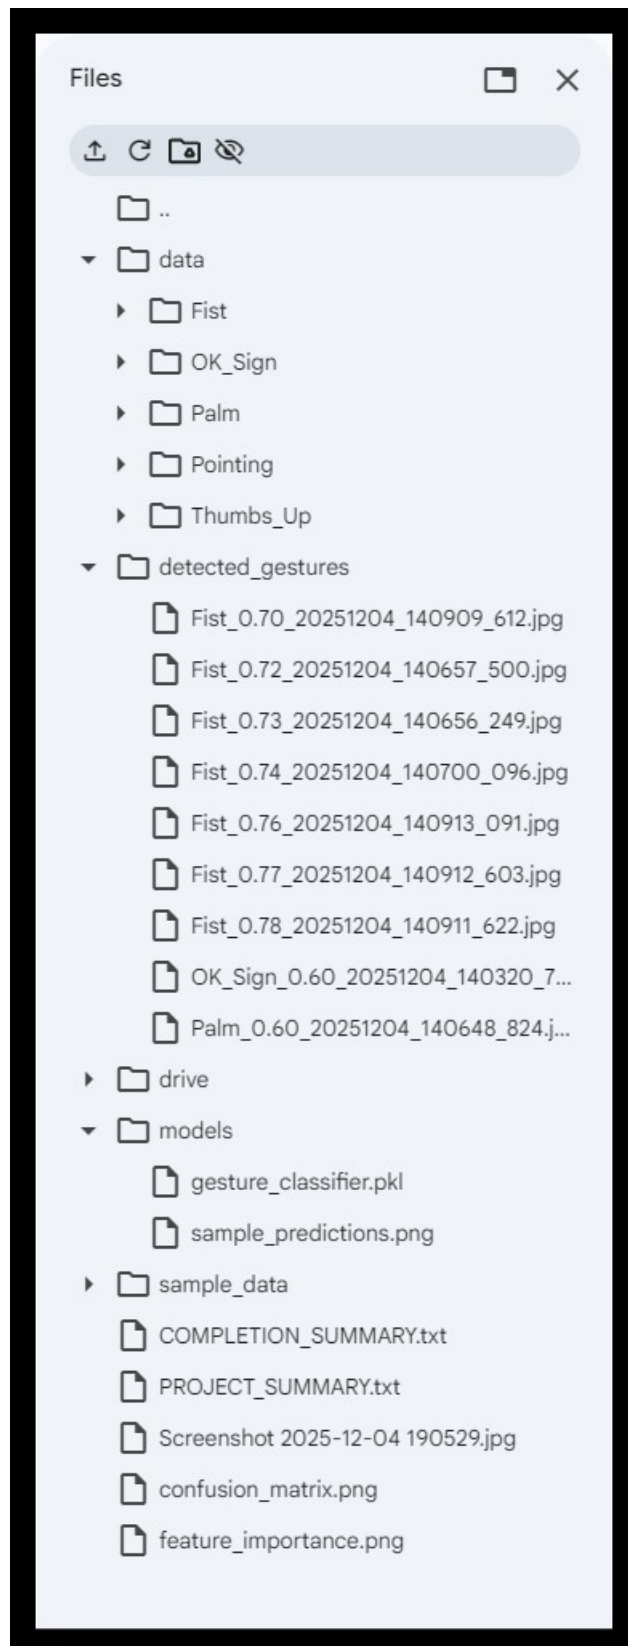 Files
..
data
Fist
OK_Sign
Palm
Pointing
Thumbs_Up
detected_gestures
Fist_0.70_20251204_140909_612.jpg
Fist_0.72_20251204_140657_500.jpg
Fist_0.73_20251204_140656_249.jpg
Fist_0.74_20251204_140700_096.jpg
Fist_0.76_20251204_140913_091.jpg
Fist_0.77_20251204_140912_603.jpg
Fist_0.78_20251204_140911_622.jpg
OK_Sign_0.60_20251204_140320_7...
Palm_0.60_20251204_140648_824.j...
drive
models
gesture_classifier.pkl
sample_predictions.png
sample_data
COMPLETION_SUMMARY.txt
PROJECT_SUMMARY.txt
Screenshot 2025-12-04 190529.jpg
confusion_matrix.png
feature_importance.png